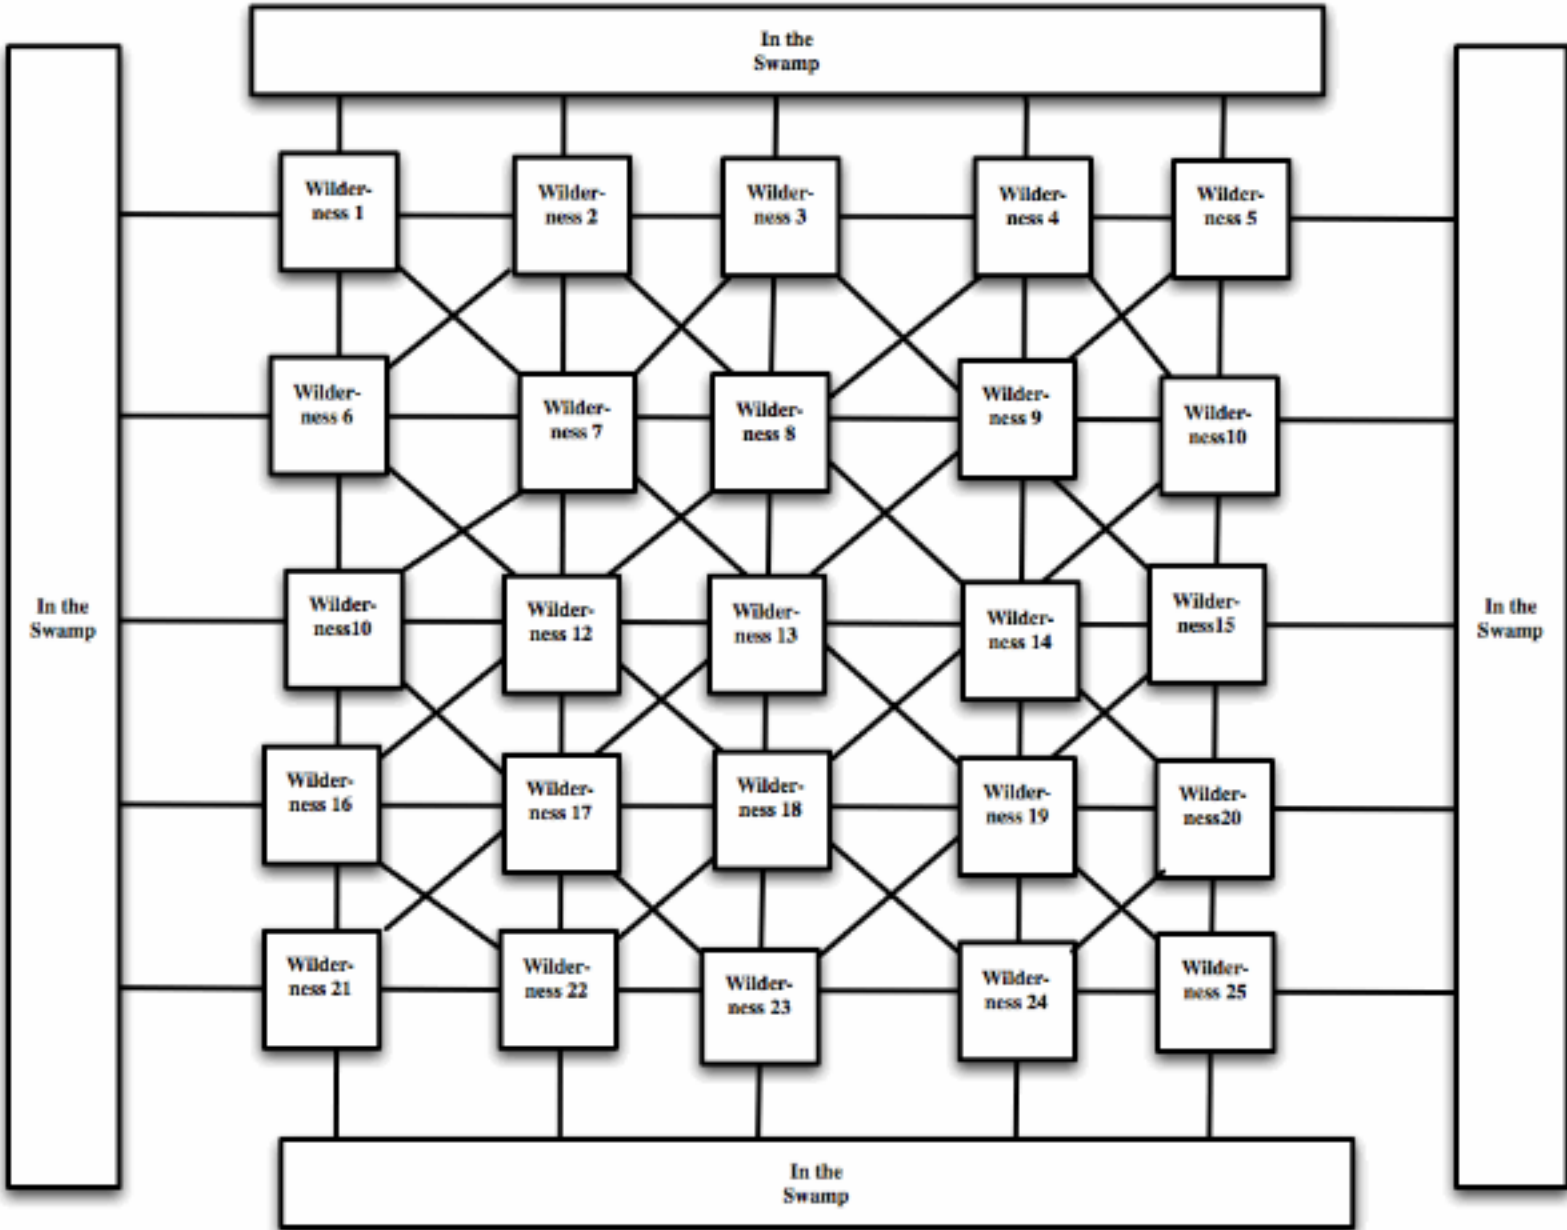 In the
Swamp
Wilder-
ness 1
Wilder-
ness 2
Wilder-
ness 3
Wilder-
ness 4
Wilder-
ness 5
Wilder-
ness 6
Wilder-
ness 7
Wilder-
ness 8
Wilder-
ness 9
Wilder-
ness10
In the
Swamp
Wilder-
ness10
Wilder-
ness 12
Wilder-
ness 13
Wilder-
ness 14
Wilder-
ness15
In the
Swamp
Wilder-
ness 16
Wilder-
ness 17
Wilder-
ness 18
Wilder-
ness 19
Wilder-
ness20
Wilder-
ness 21
Wilder-
ness 22
Wilder-
ness 23
Wilder-
ness 24
Wilder-
ness 25
In the
Swamp